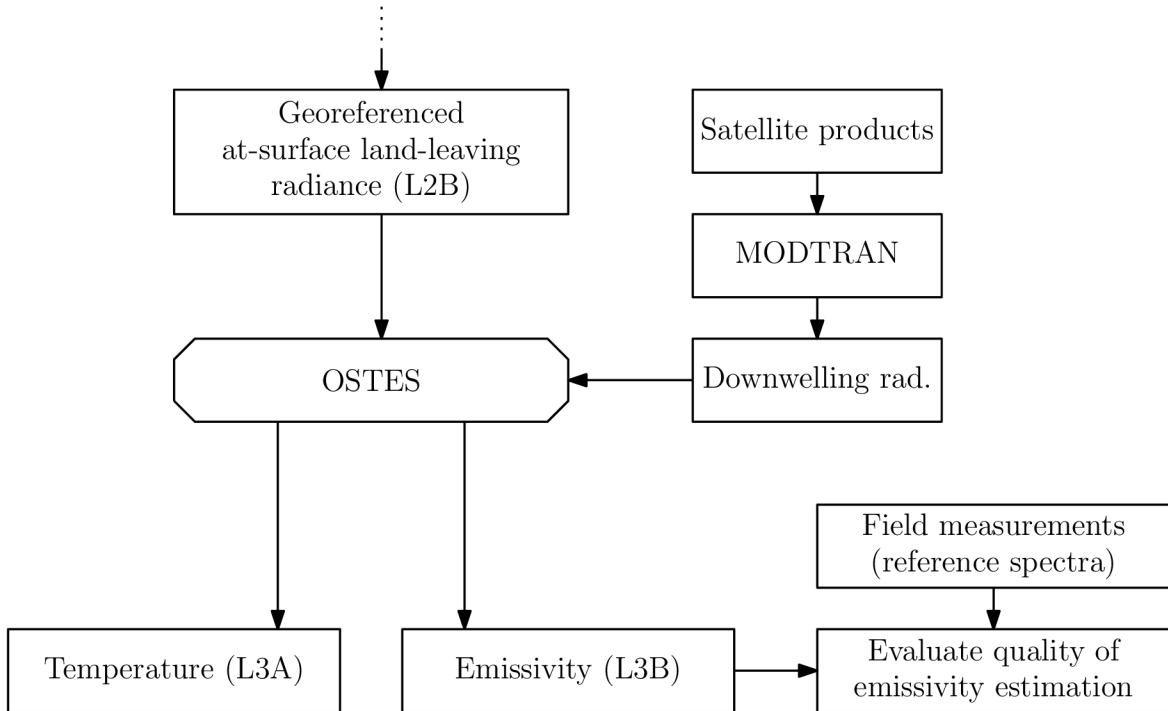 Georeferenced
at-surface land-leaving
radiance (L2B)
Satellite products
MODTRAN
OSTES
Downwelling rad.
Field measurements
(reference spectra)
Temperature (L3A)
Emissivity (L3B)
Evaluate quality of
emissivity estimation